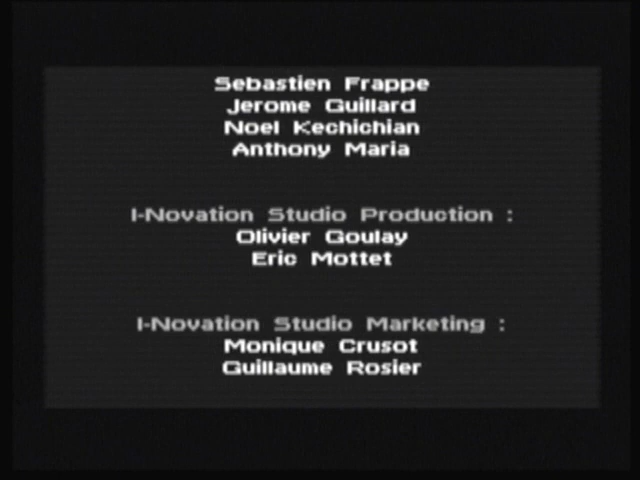 Sebastien Frappe
Jerome Guillard
Noel Kechichian
Anthony Maria
I-Novation Studio Production :
Olivier Goulay
Eric Mottet
I-Novation Studio Marketing :
Monique Crusot
Guillaume Rosier